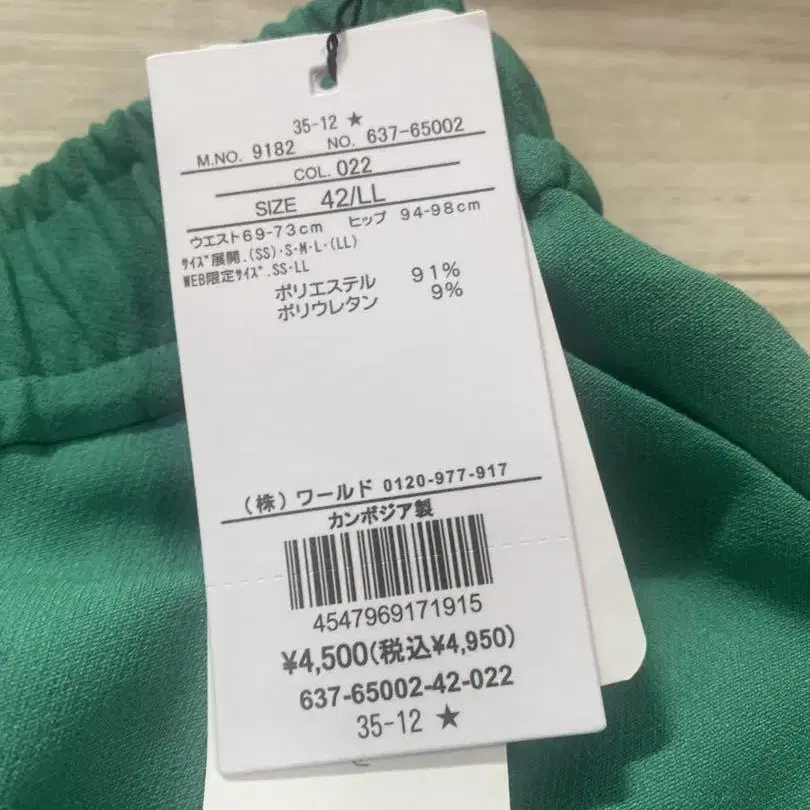 35-12 ★
M.NO. 9182 NO. 637-65002
COL. 022
SIZE 42/LL
ウエスト69-73cm ヒップ 94-98cm
ｻｲｽﾞ展開.(SS)・S・M・L・(LL)
WEB限定ｻｲｽﾞ.SS・LL
ポリエステル 91%
ポリウレタン 9%
(株)ワールド 0120-977-917
カンボジア製
4547969171915
¥4,500(税込¥4,950)
637-65002-42-022
35-12 ★